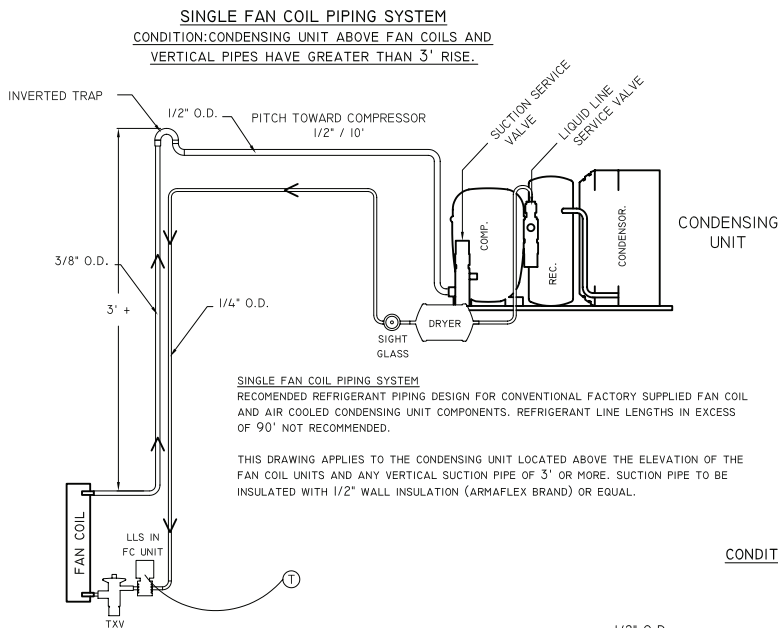 SINGLE FAN COIL PIPING SYSTEM
CONDITION:CONDENSING UNIT ABOVE FAN COILS AND
VERTICAL PIPES HAVE GREATER THAN 3' RISE.
INVERTED TRAP
1/2" O.D.
PITCH TOWARD COMPRESSOR
1/2" / 10'
SUCTION SERVICE
VALVE
LIQUID LINE
SERVICE VALVE
COMP.
REC.
CONDENSOR.
CONDENSING
UNIT
3/8" O.D.
3' +
1/4" O.D.
DRYER
SIGHT
GLASS
SINGLE FAN COIL PIPING SYSTEM
RECOMENDED REFRIGERANT PIPING DESIGN FOR CONVENTIONAL FACTORY SUPPLIED FAN COIL
AND AIR COOLED CONDENSING UNIT COMPONENTS. REFRIGERANT LINE LENGTHS IN EXCESS
OF 90' NOT RECOMMENDED.
THIS DRAWING APPLIES TO THE CONDENSING UNIT LOCATED ABOVE THE ELEVATION OF THE
FAN COIL UNITS AND ANY VERTICAL SUCTION PIPE OF 3' OR MORE. SUCTION PIPE TO BE
INSULATED WITH 1/2" WALL INSULATION (ARMAFLEX BRAND) OR EQUAL.
FAN COIL
LLS IN
FC UNIT
T
TXV
CONDIT
1/2" O.D.